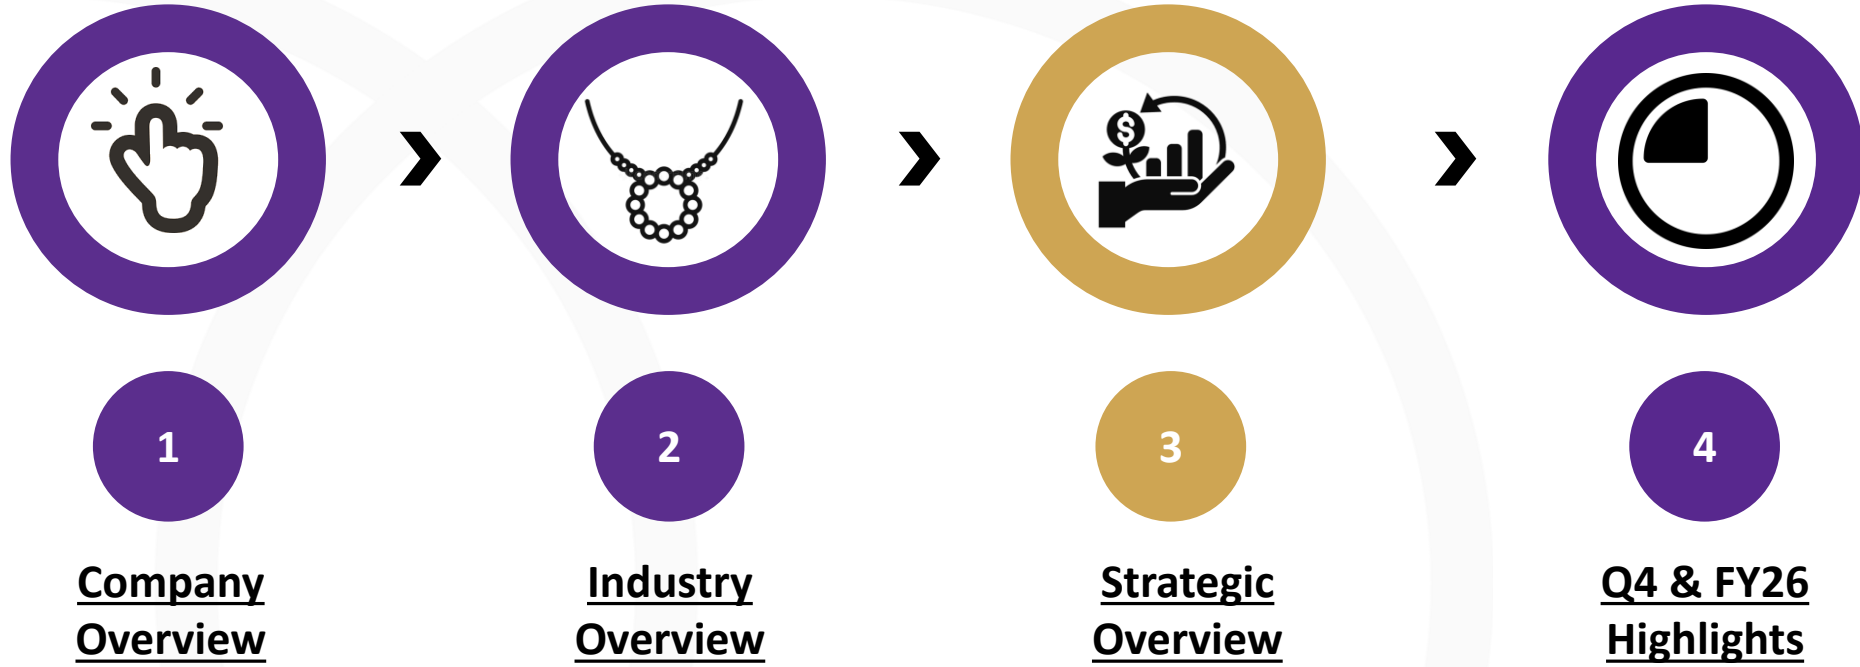 1
2
3
4
Company
Overview
Industry
Overview
Strategic
Overview
Q4 & FY26
Highlights